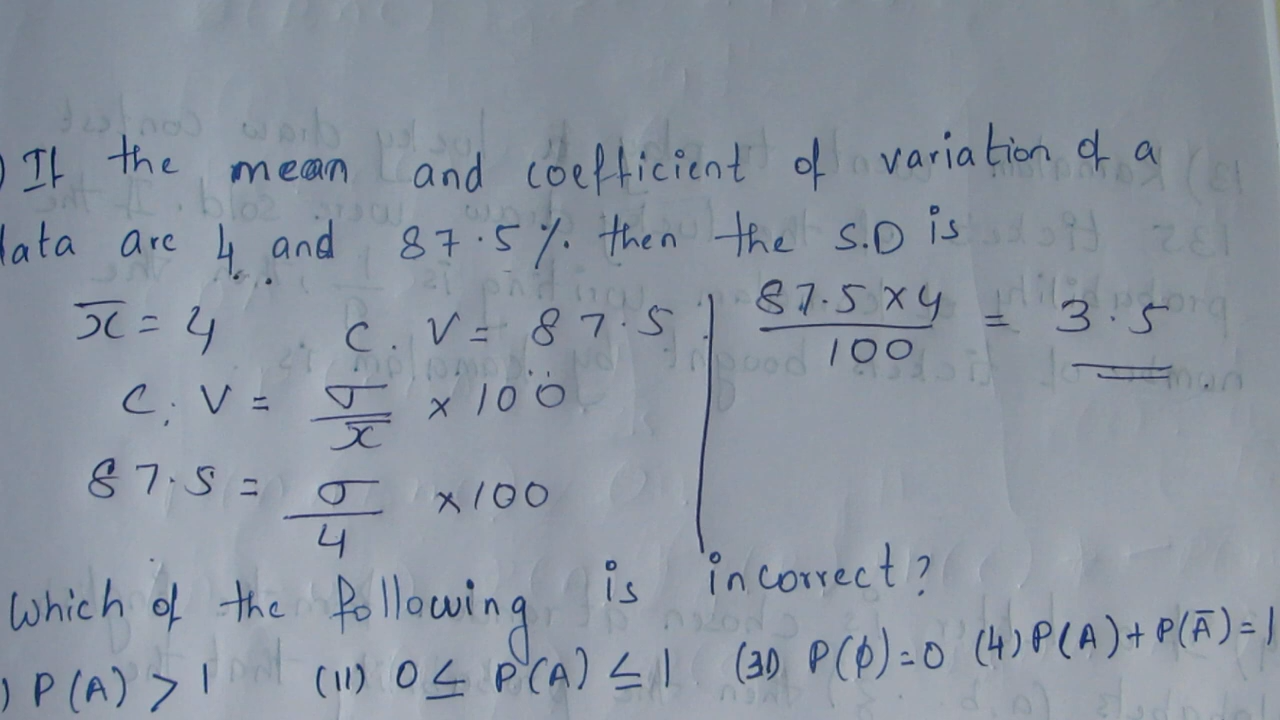 ) If the mean and coefficient of variation of a
data are 4 and 87.5% then the S.D is
x̄ = 4 C.V = 87.5
C.V = σ/x̄ × 100
87.5 = σ/4 × 100
87.5 × 4 / 100 = 3.5
Which of the following is incorrect?
) P(A) > 1 (11) 0 ≤ P(A) ≤ 1 (3) P(ϕ) = 0 (4) P(A) + P(Ā) = 1